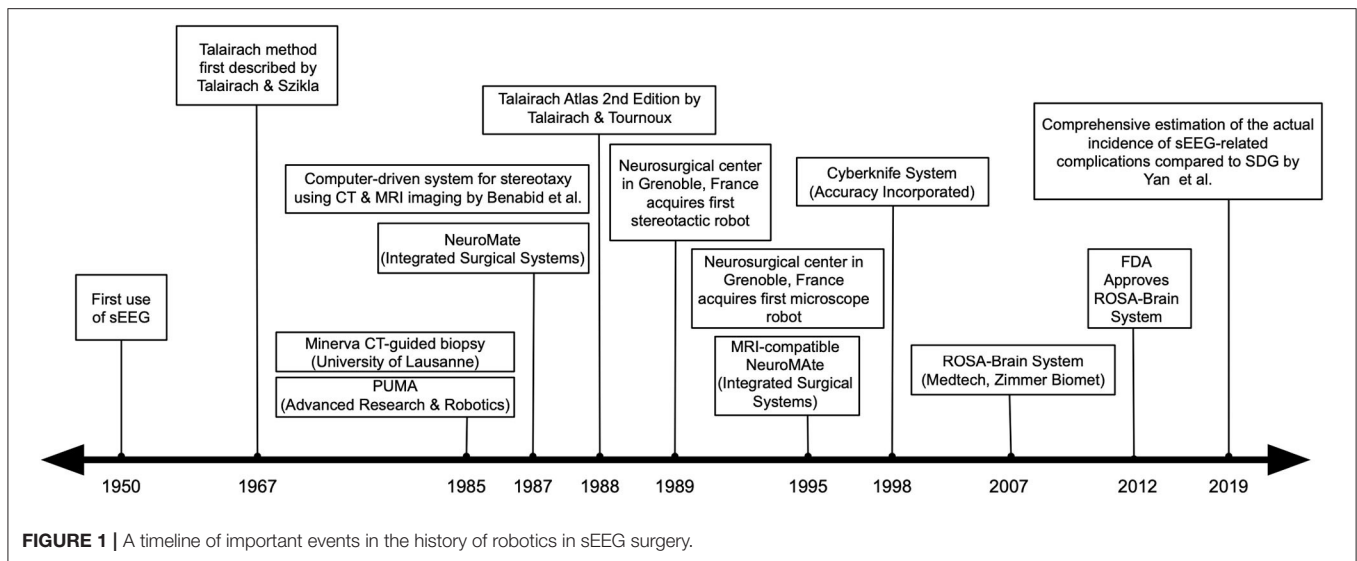 Talairach method
first described by
Talairach & Szikla
Talairach Atlas 2nd Edition by
Talairach & Tournoux
Comprehensive estimation of the actual
incidence of sEEG-related
complications compared to SDG by
Yan et al.
Computer-driven system for stereotaxy
using CT & MRI imaging by Benabid et al.
Neurosurgical center
in Grenoble, France
acquires first
stereotactic robot
Cyberknife System
(Accuracy Incorporated)
NeuroMate
(Integrated Surgical Systems)
First use
of sEEG
Neurosurgical center in
Grenoble, France
acquires first microscope
robot
FDA
Approves
ROSA-Brain
System
Minerva CT-guided biopsy
(University of Lausanne)
PUMA
(Advanced Research & Robotics)
MRI-compatible
NeuroMAte
(Integrated Surgical
Systems)
ROSA-Brain System
(Medtech, Zimmer Biomet)
1950 1967 1985 1987 1988 1989 1995 1998 2007 2012 2019
FIGURE 1 | A timeline of important events in the history of robotics in sEEG surgery.